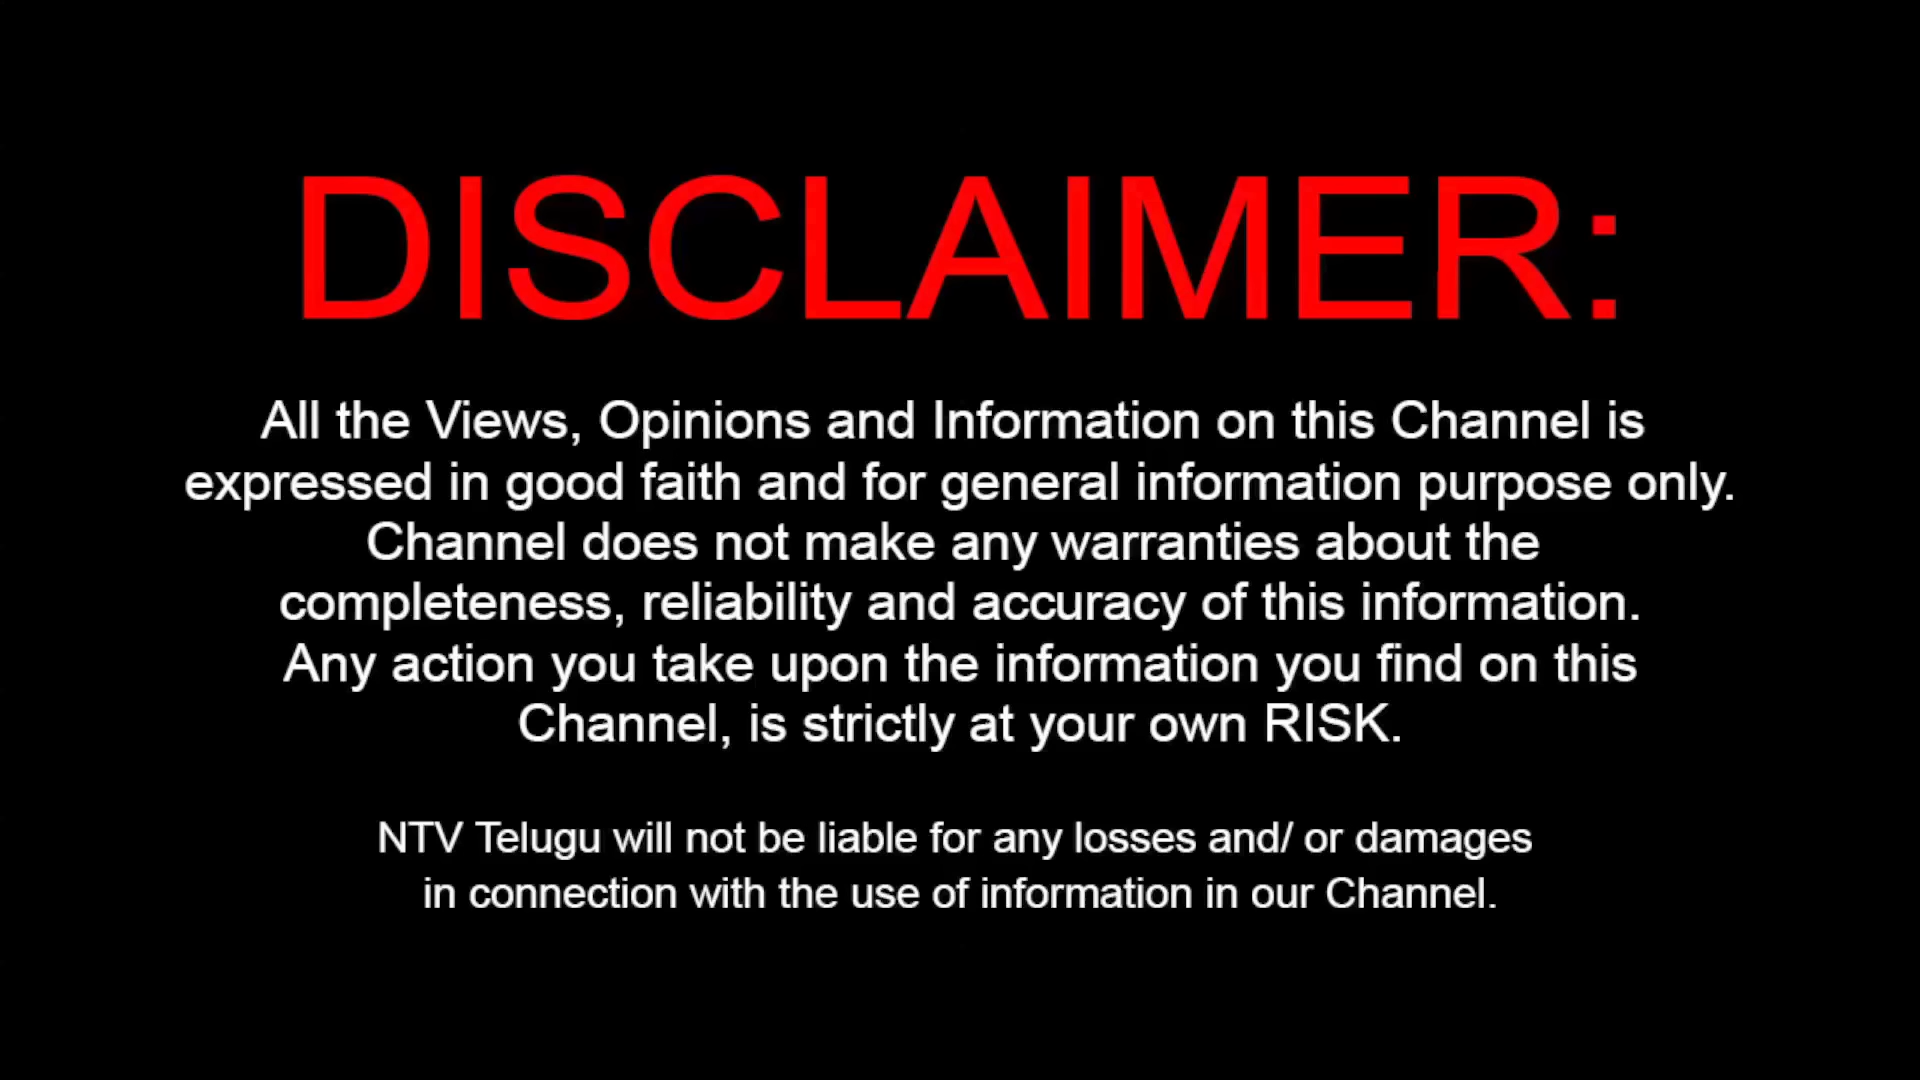 DISCLAIMER:
All the Views, Opinions and Information on this Channel is
expressed in good faith and for general information purpose only.
Channel does not make any warranties about the
completeness, reliability and accuracy of this information.
Any action you take upon the information you find on this
Channel, is strictly at your own RISK.
NTV Telugu will not be liable for any losses and/ or damages
in connection with the use of information in our Channel.